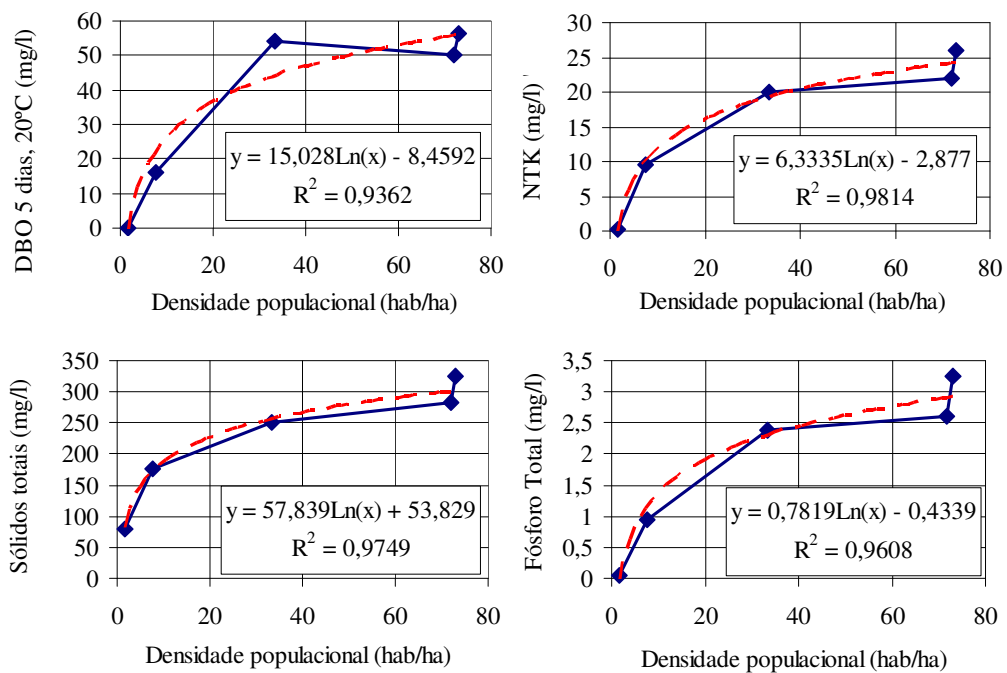 DBO 5 dias, 20ºC (mg/l)
60
50
40
30
20
10
0
y = 15,028Ln(x) - 8,4592
R² = 0,9362
0 20 40 60 80
Densidade populacional (hab/ha)
NTK (mg/l)
30
25
20
15
10
5
0
y = 6,3335Ln(x) - 2,877
R² = 0,9814
0 20 40 60 80
Densidade populacional (hab/ha)
Sólidos totais (mg/l)
350
300
250
200
150
100
50
0
y = 57,839Ln(x) + 53,829
R² = 0,9749
0 20 40 60 80
Densidade populacional (hab/ha)
Fósforo Total (mg/l)
3,5
3
2,5
2
1,5
1
0,5
0
y = 0,7819Ln(x) - 0,4339
R² = 0,9608
0 20 40 60 80
Densidade populacional (hab/ha)